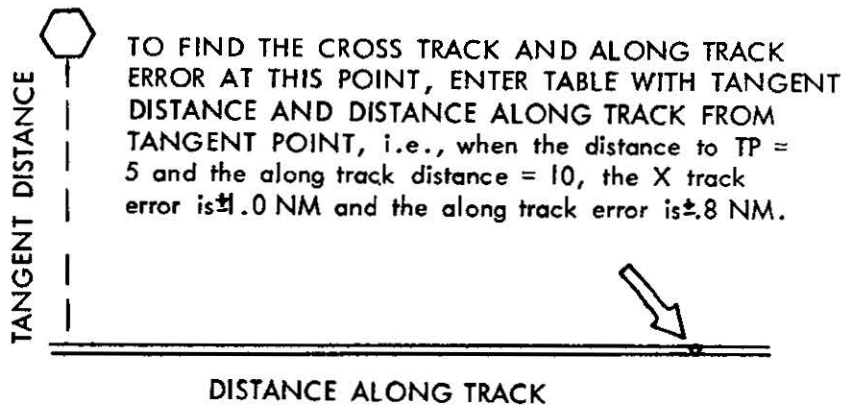 TANGENT DISTANCE
TO FIND THE CROSS TRACK AND ALONG TRACK
ERROR AT THIS POINT, ENTER TABLE WITH TANGENT
DISTANCE AND DISTANCE ALONG TRACK FROM
TANGENT POINT, i.e., when the distance to TP =
5 and the along track distance = 10, the X track
error is±1.0 NM and the along track error is±.8 NM.
DISTANCE ALONG TRACK